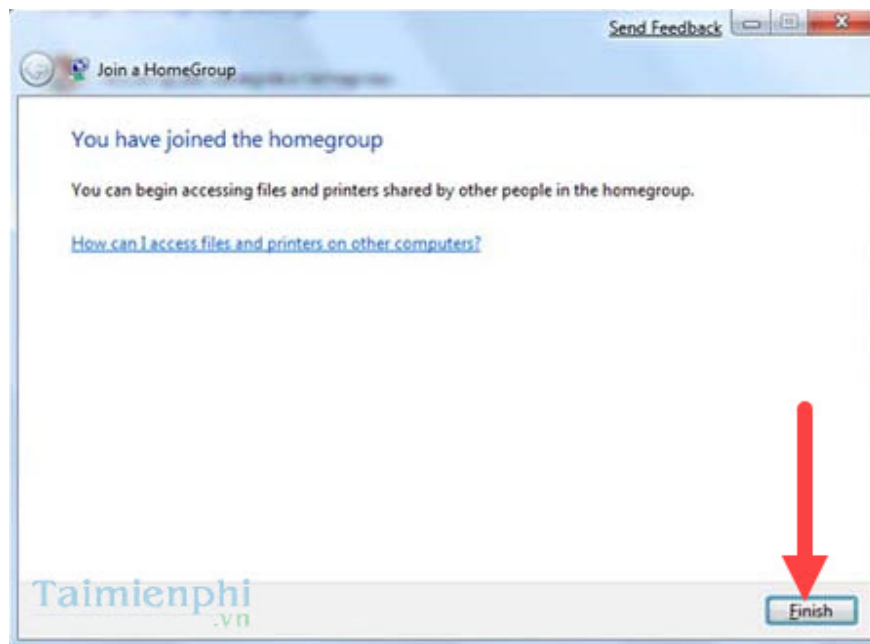 Send Feedback
Join a HomeGroup
You have joined the homegroup
You can begin accessing files and printers shared by other people in the homegroup.
How can I access files and printers on other computers?
Taimienphi
.vn
Finish